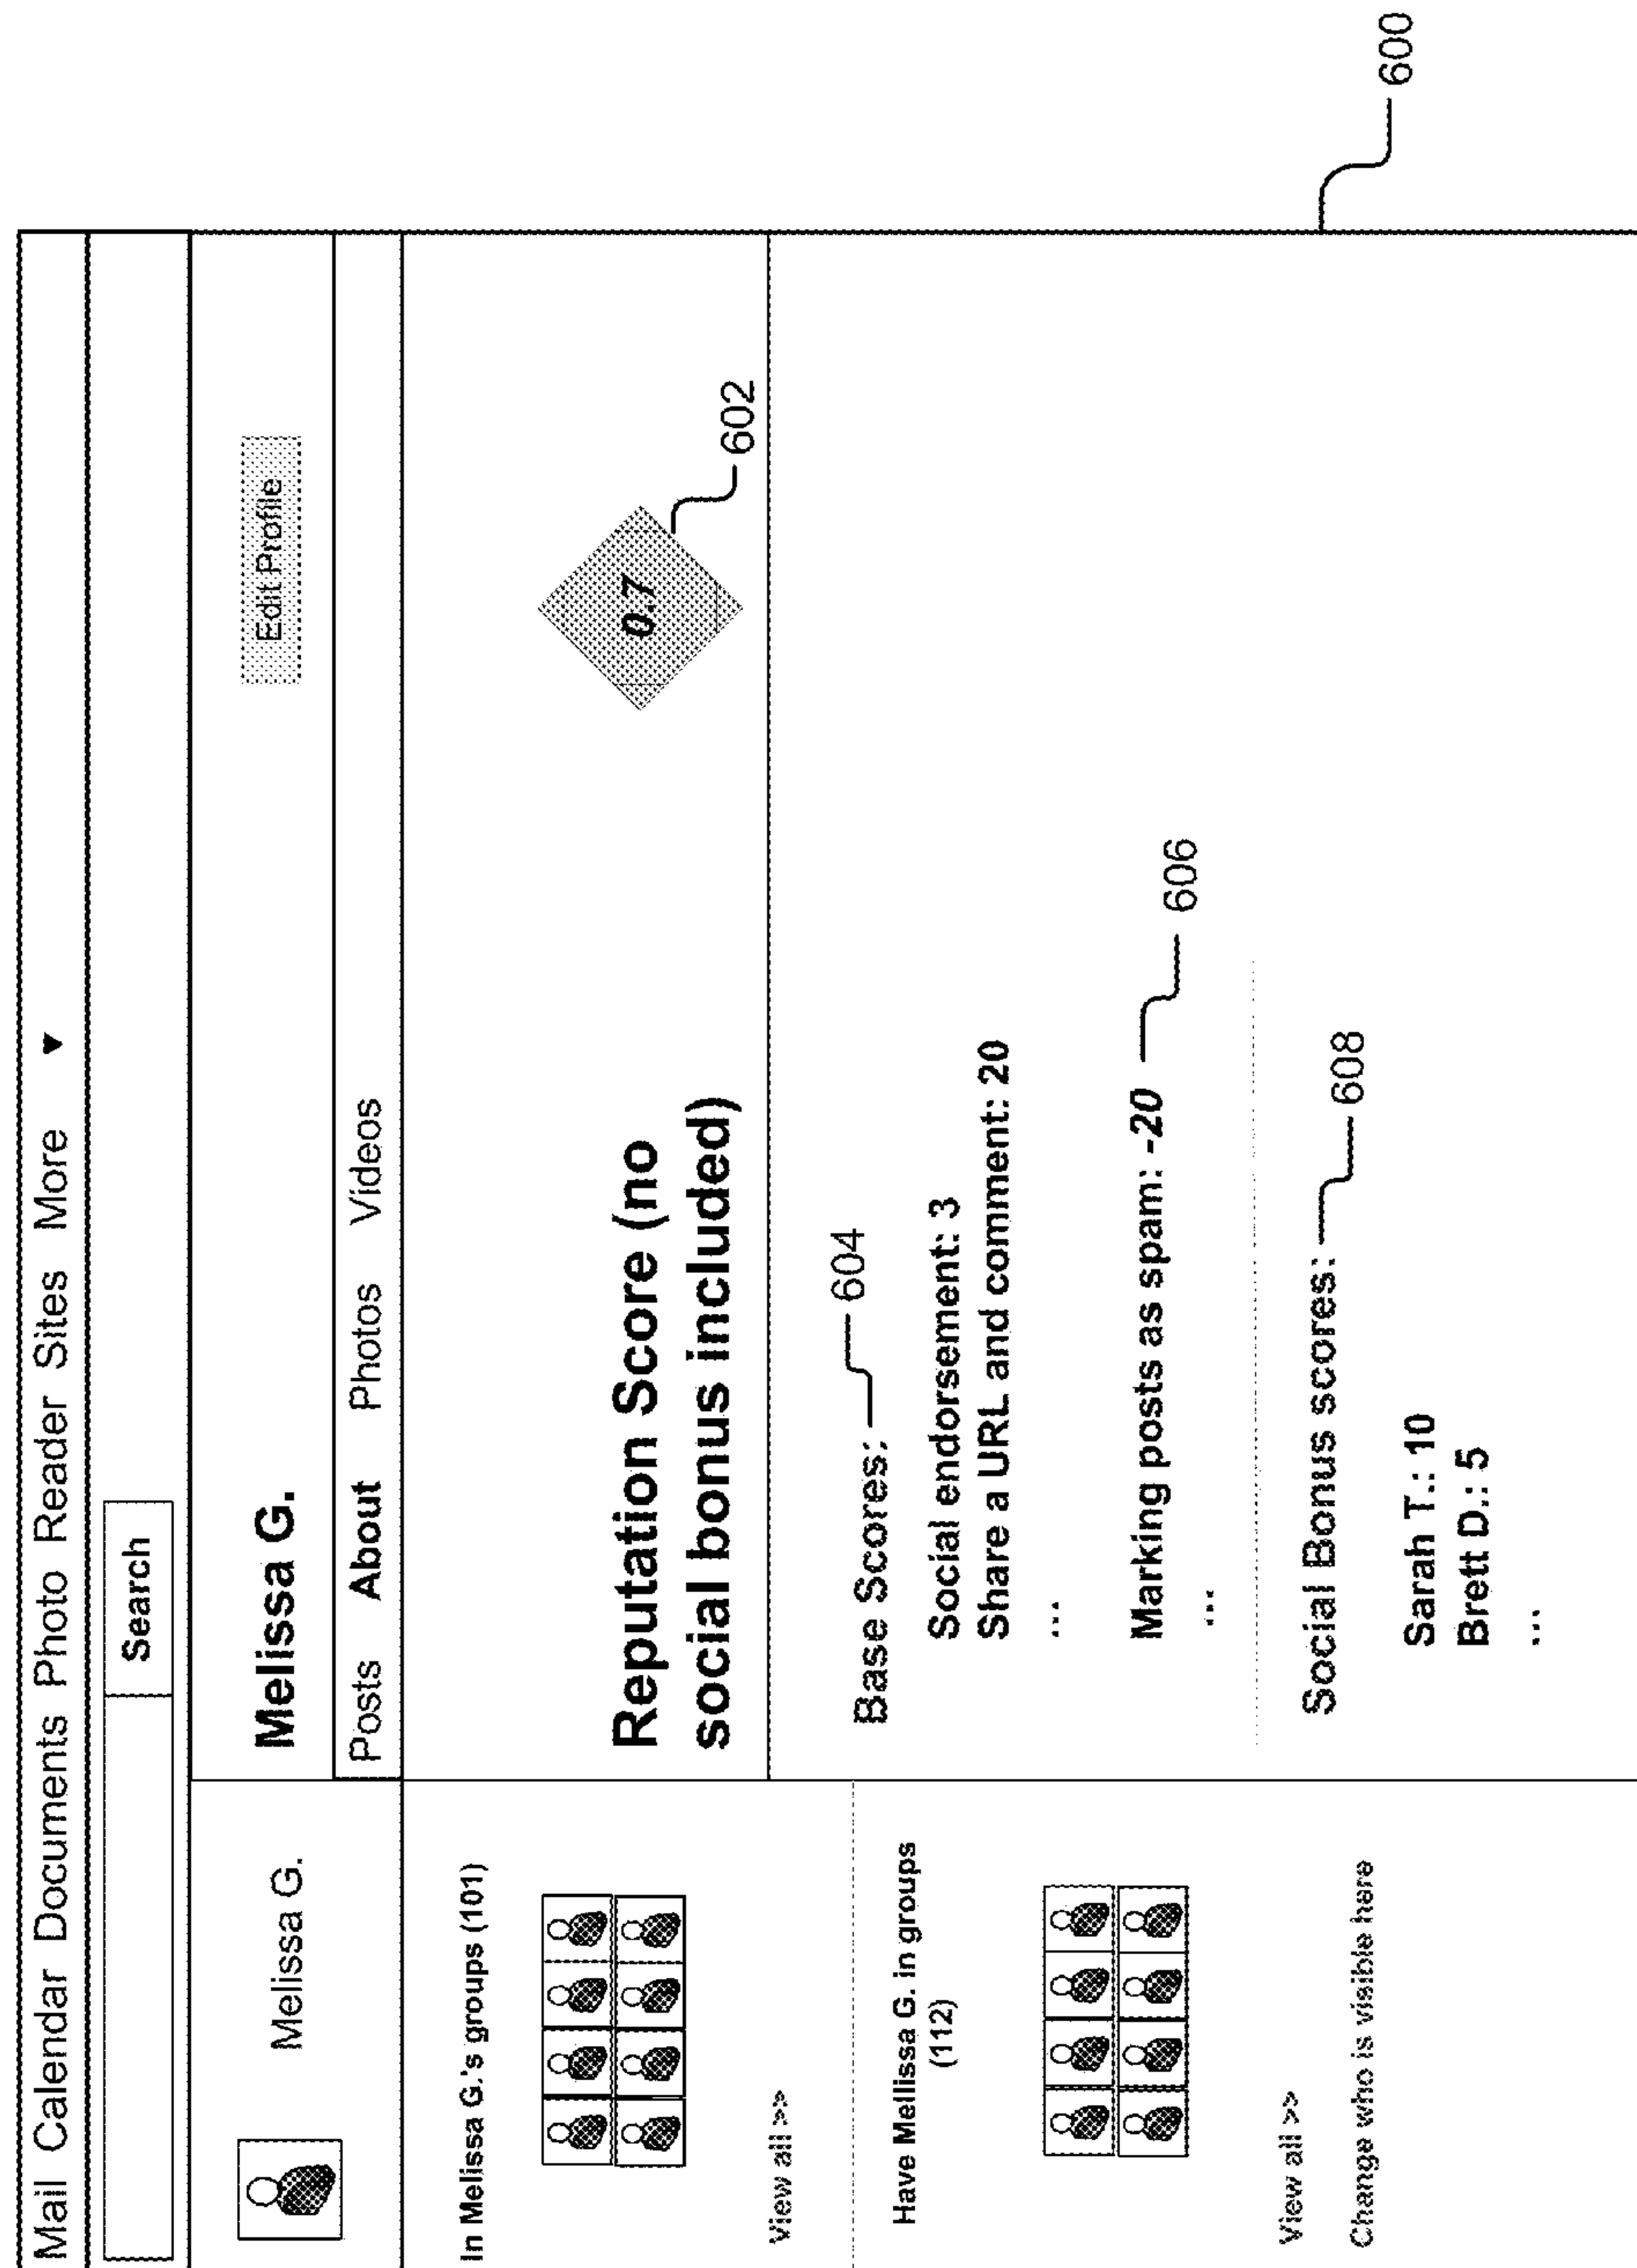 Mail Calendar Documents Photo Reader Sites More ▼
Search
Melissa G.
Melissa G.
Edit Profile
Posts About Photos Videos
In Melissa G.'s groups (101)
View all >>
Have Mellissa G. in groups
(112)
View all >>
Change who is visible here
Reputation Score (no
social bonus included)
0.7
602
Base Scores:
604
Social endorsement: 3
Share a URL and comment: 20
...
Marking posts as spam: -20
606
...
Social Bonus scores:
608
Sarah T.: 10
Brett D.: 5
...
600